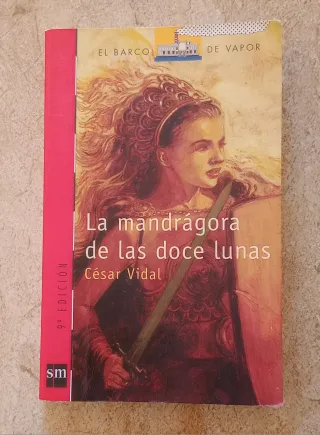 EL BARCO DE VAPOR
La mandrágora
de las doce lunas
César Vidal
9ª EDICIÓN
sm